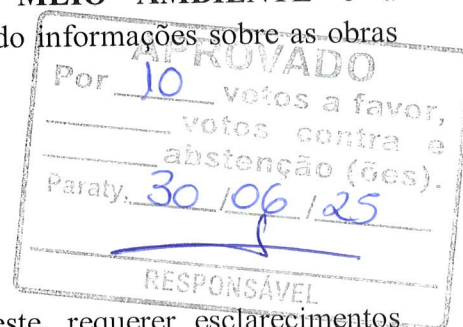 MEIO AMBIENTE
do informações sobre as obras
APROVADO
Por 10 votos a favor,
votos contra e
abstenção (ões).
Paraty, 30 / 06 / 25
RESPONSÁVEL
este requerer esclarecimentos